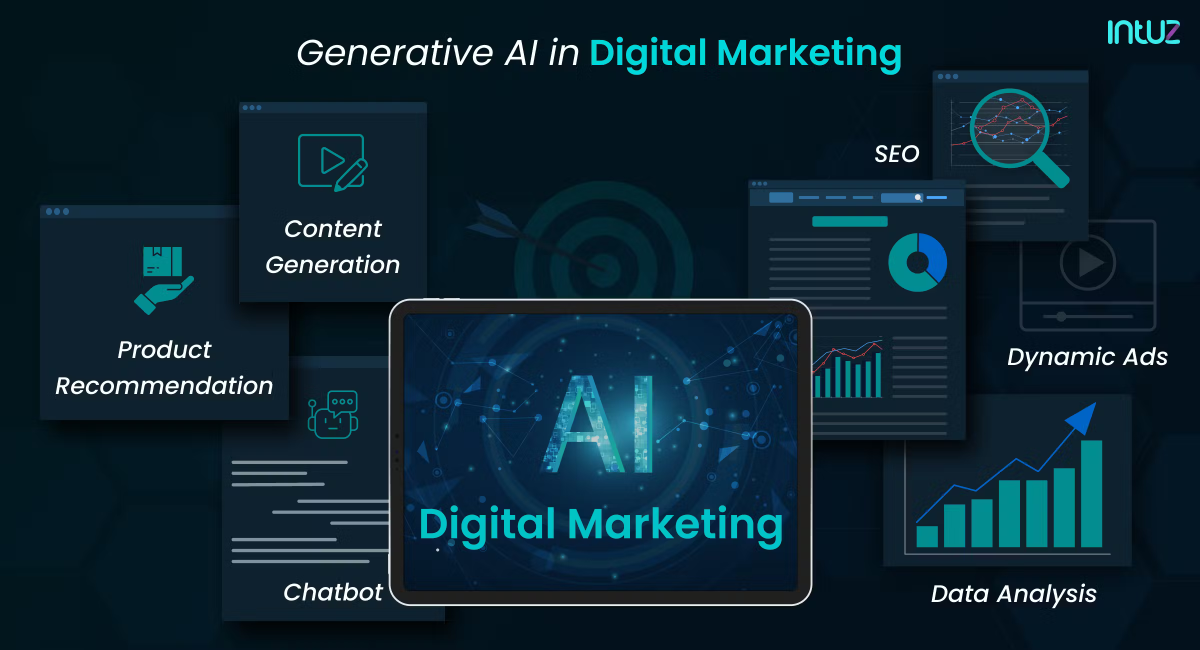 Generative AI in Digital Marketing
INTUZ
Content
Generation
Product
Recommendation
Chatbot
AI
Digital Marketing
SEO
Dynamic Ads
Data Analysis